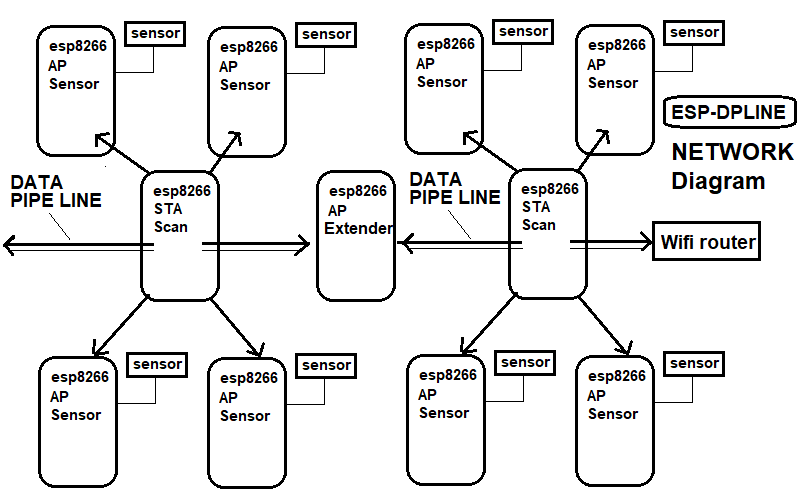 sensor
esp8266
AP
Sensor
sensor
esp8266
AP
Sensor
sensor
esp8266
AP
Sensor
sensor
esp8266
AP
Sensor
ESP-DPLINE
NETWORK
Diagram
DATA
PIPE LINE
esp8266
STA
Scan
esp8266
AP
Extender
DATA
PIPE LINE
esp8266
STA
Scan
Wifi router
sensor
esp8266
AP
Sensor
sensor
esp8266
AP
Sensor
sensor
esp8266
AP
Sensor
sensor
esp8266
AP
Sensor